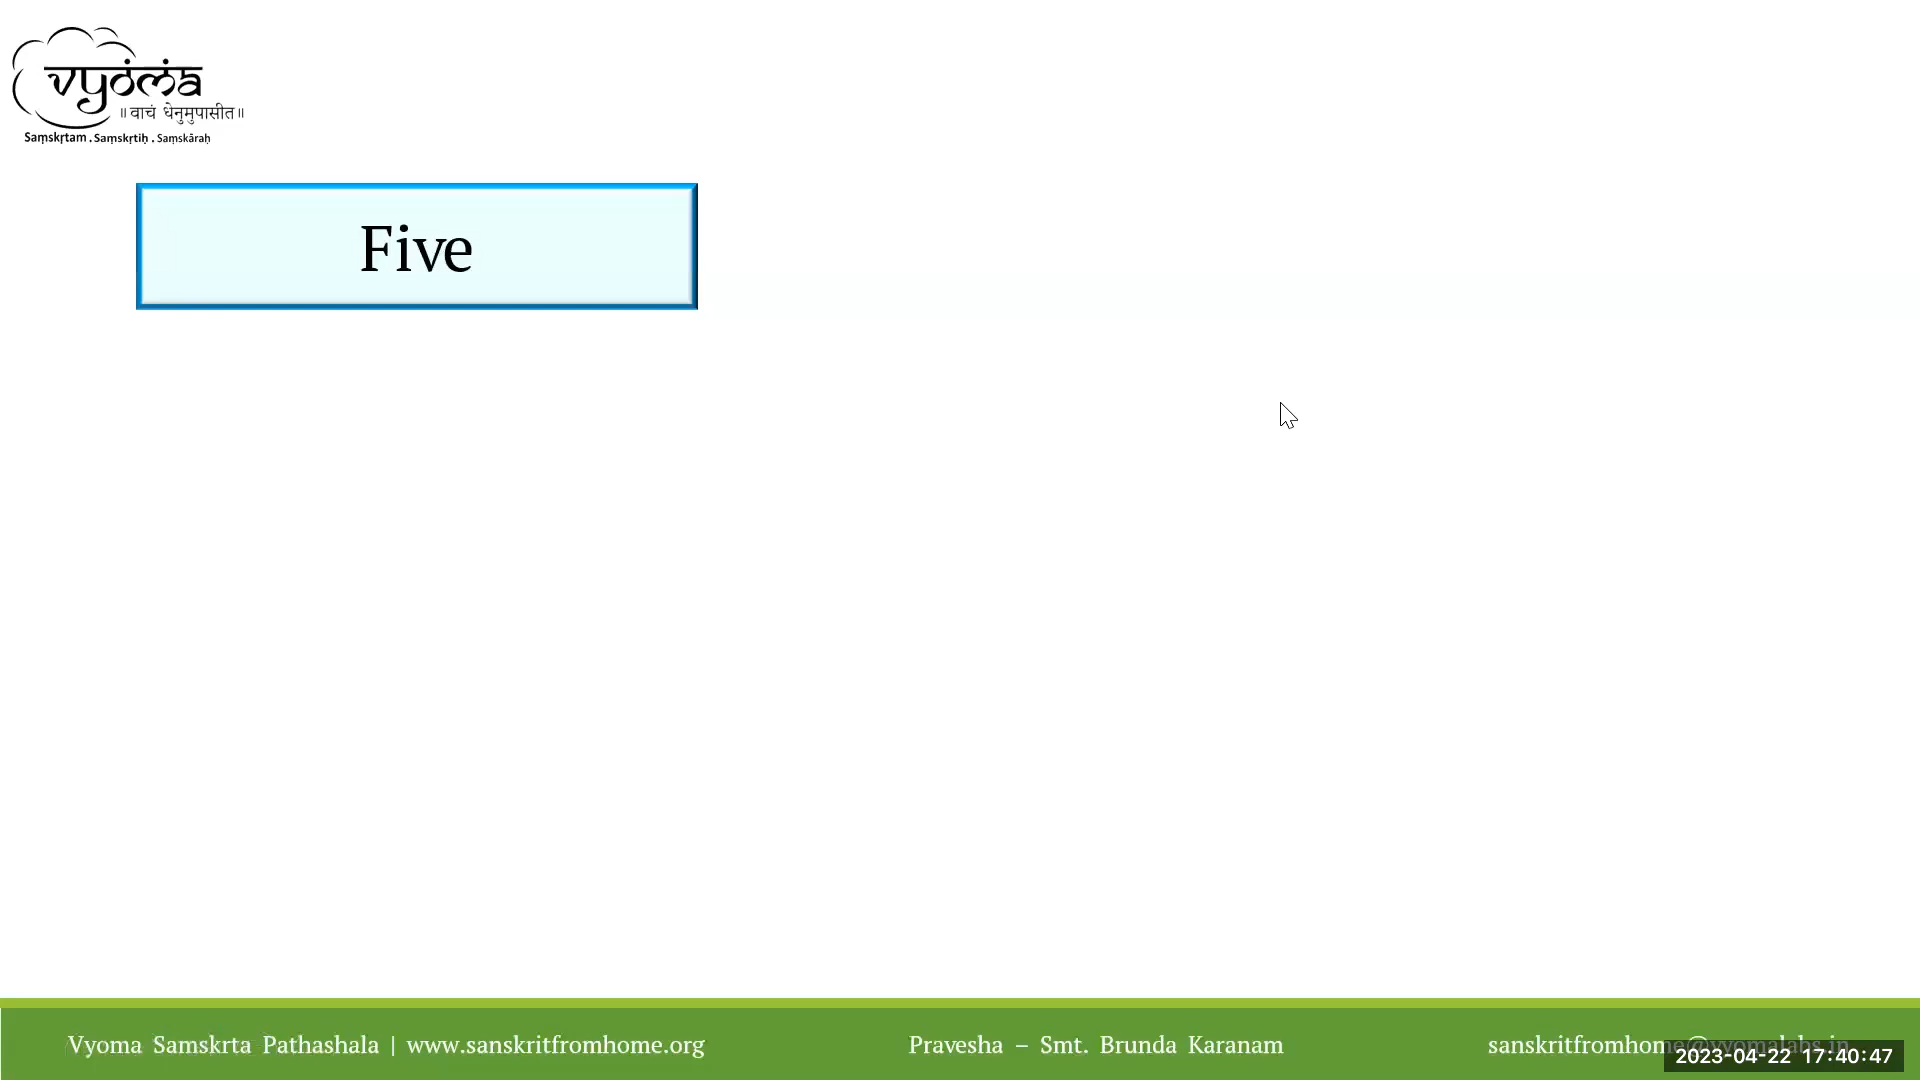 vyoma
॥ वाचं धेनुमुपासीत॥
Saṃskṛtam . Saṃskṛtiḥ . Saṃskāraḥ
Five
Vyoma Samskrta Pathashala | www.sanskritfromhome.org
Pravesha – Smt. Brunda Karanam
sanskritfromhome@vyomalabs.in
2023-04-22 17:40:47